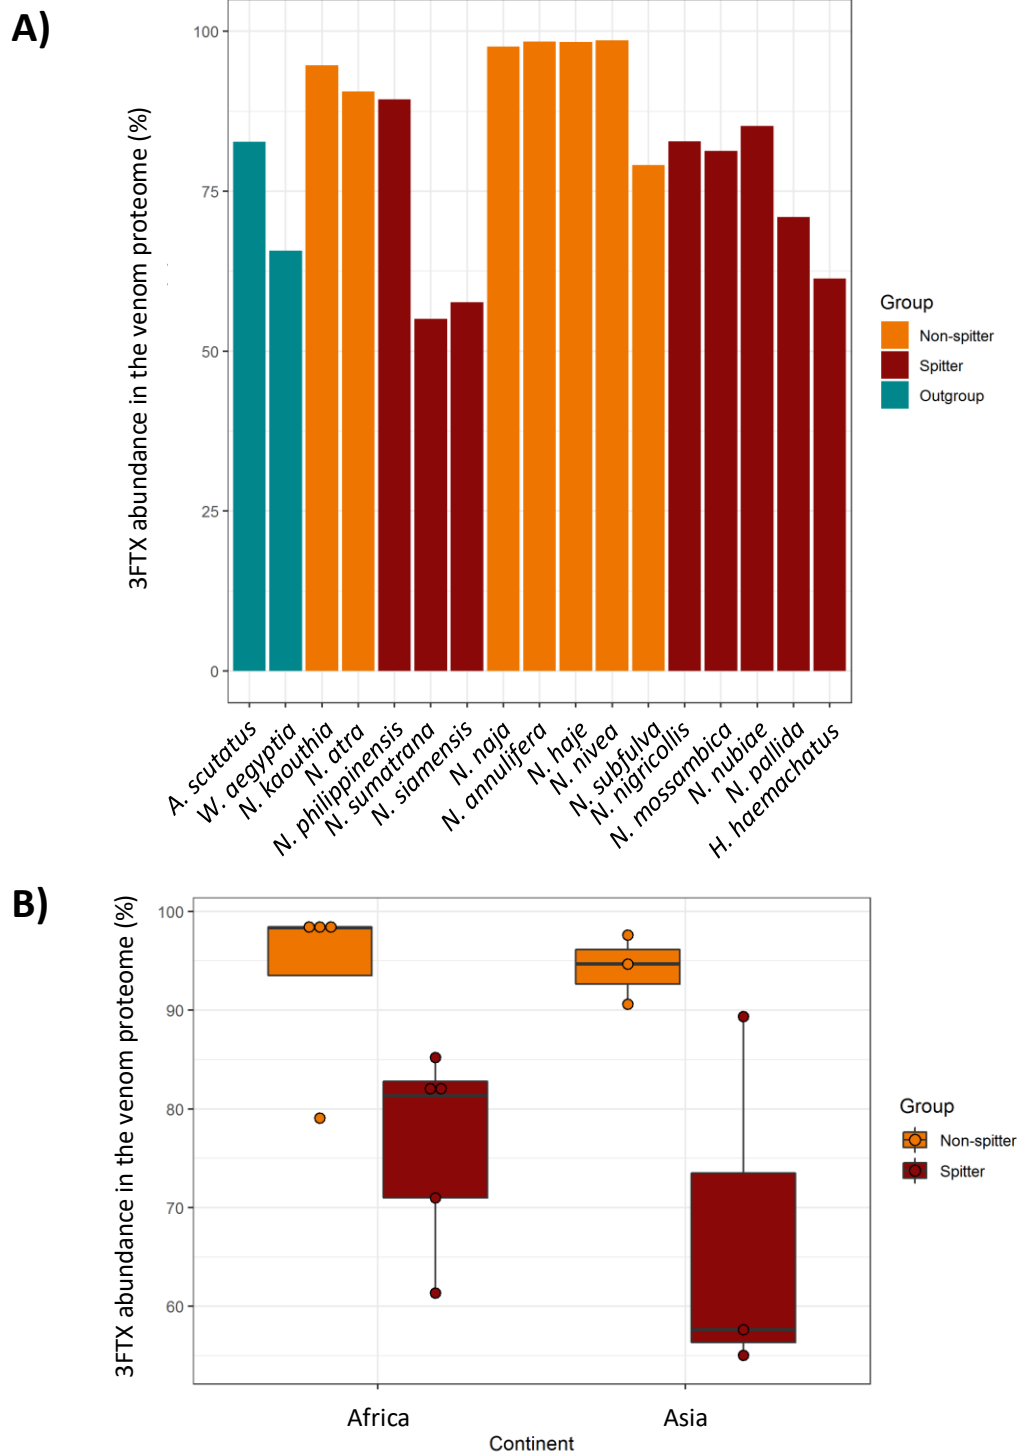 A)
3FTX abundance in the venom proteome (%)
100
75
50
25
0
A. scutatus
W. aegyptia
N. kaouthia
N. atra
N. philippinensis
N. sumatrana
N. siamensis
N. naja
N. annulifera
N. haje
N. nivea
N. subfulva
N. nigricollis
N. mossambica
N. nubiae
N. pallida
H. haemachatus
Group
Non-spitter
Spitter
Outgroup
B)
3FTX abundance in the venom proteome (%)
100
90
80
70
60
Africa
Asia
Continent
Group
Non-spitter
Spitter